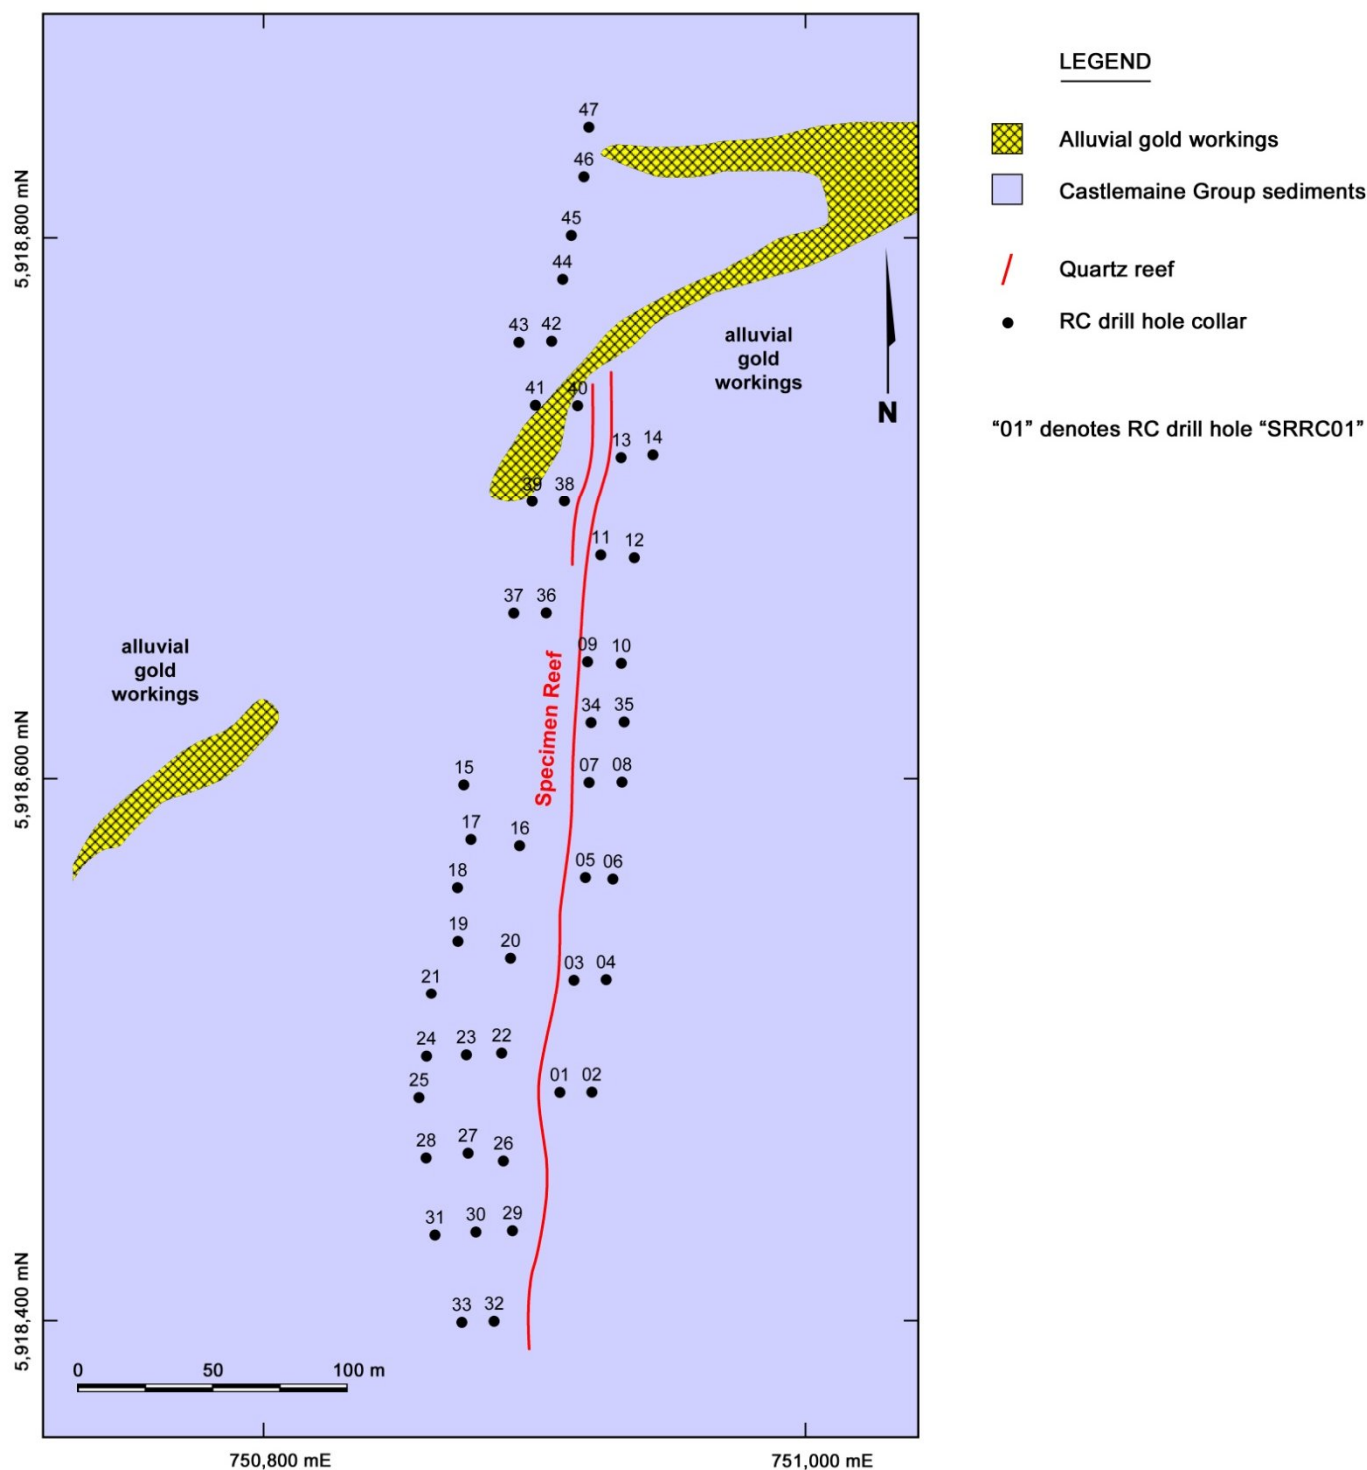 LEGEND
Alluvial gold workings
Castlemaine Group sediments
Quartz reef
RC drill hole collar
N
“01” denotes RC drill hole “SRRC01”
47
46
45
44
43 42
41 40
13 14
39 38
11 12
37 36
09 10
34 35
15
07 08
17 16
18
05 06
19
20
03 04
21
24 23 22
25
01 02
28 27 26
31 30 29
33 32
alluvial
gold
workings
alluvial
gold
workings
Specimen Reef
5,918,800 mN
5,918,600 mN
5,918,400 mN
0 50 100 m
750,800 mE 751,000 mE